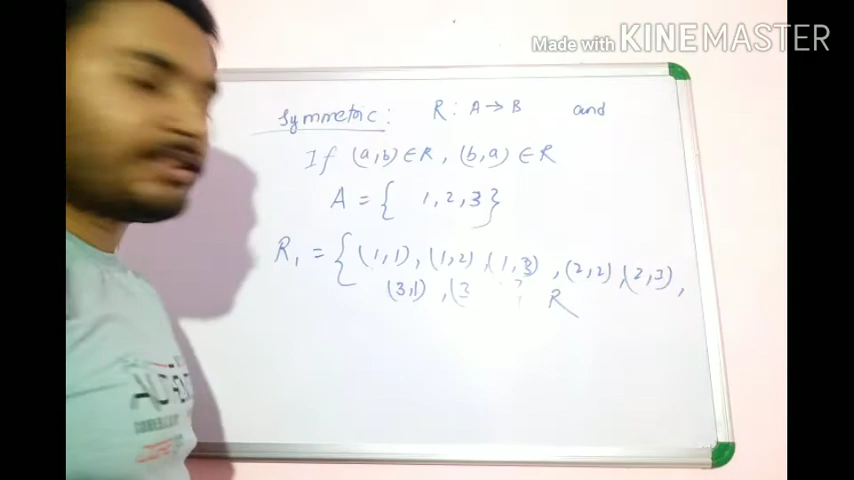 Made with KINEMASTER
Symmetric: R: A→B and
If (a,b)∈R, (b,a)∈R
A = { 1,2,3}
R₁ = { (1,1), (1,2), (1,3), (2,2), (2,3),
(3,1), (3 R